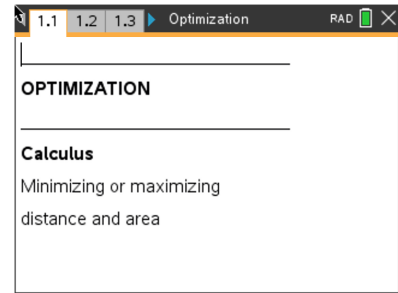 1.1 1.2 1.3 Optimization RAD
OPTIMIZATION
Calculus
Minimizing or maximizing
distance and area